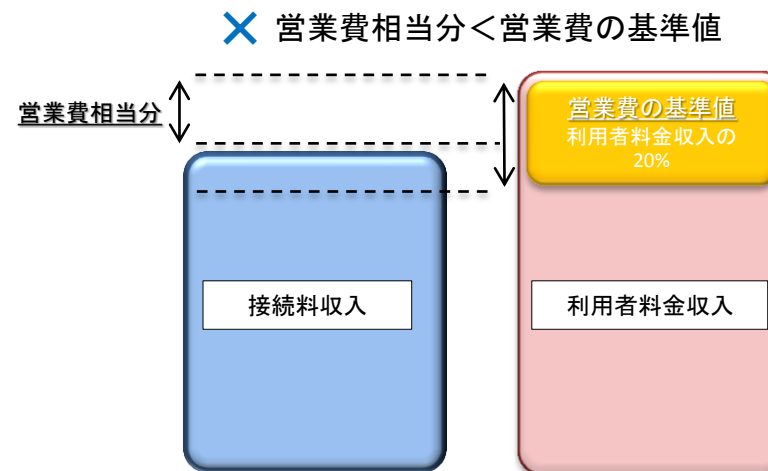 × 営業費相当分＜営業費の基準値
営業費相当分
営業費の基準値
利用者料金収入の
20%
接続料収入
利用者料金収入